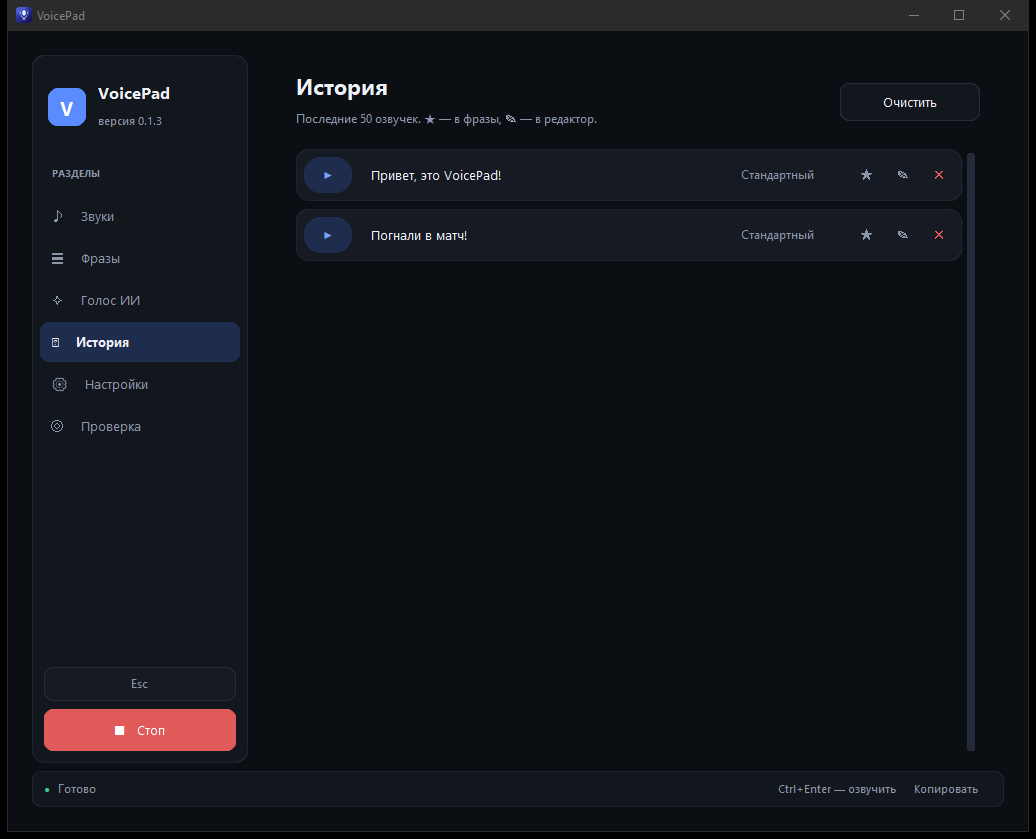 VoicePad
V
VoicePad
версия 0.1.3
РАЗДЕЛЫ
♪ Звуки
☰ Фразы
✧ Голос ИИ
История
⚙ Настройки
◎ Проверка
Esc
■ Стоп
История
Последние 50 озвучек. ★ — в фразы, ✎ — в редактор.
Очистить
▶ Привет, это VoicePad! Стандартный ★ ✎ ✕
▶ Погнали в матч! Стандартный ★ ✎ ✕
● Готово
Ctrl+Enter — озвучить Копировать